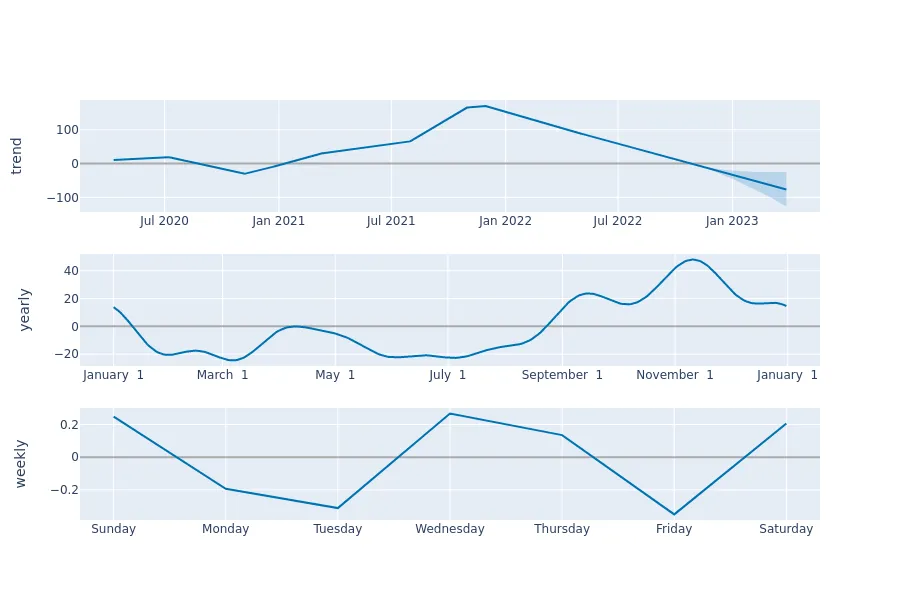 trend
100
0
−100
Jul 2020 Jan 2021 Jul 2021 Jan 2022 Jul 2022 Jan 2023
yearly
40
20
0
−20
January 1 March 1 May 1 July 1 September 1 November 1 January 1
weekly
0.2
0
−0.2
Sunday Monday Tuesday Wednesday Thursday Friday Saturday